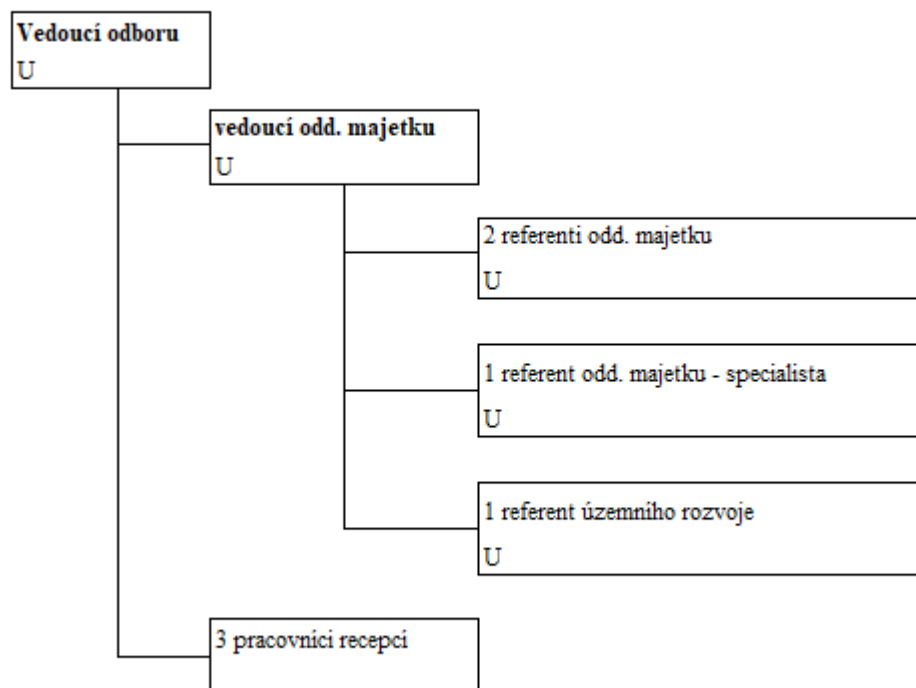 Vedoucí odboru
U
vedoucí odd. majetku
U
2 referenti odd. majetku
U
1 referent odd. majetku - specialista
U
1 referent územního rozvoje
U
3 pracovníci recepcí